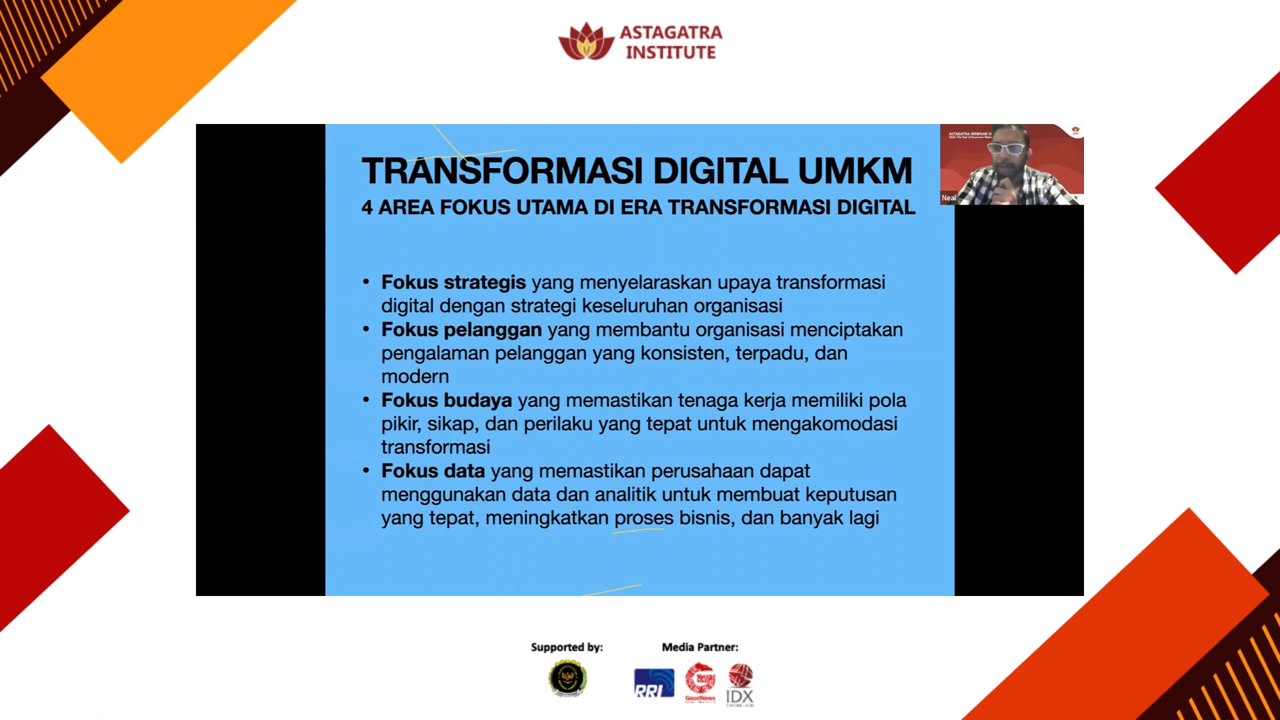 ASTAGATRA
INSTITUTE
TRANSFORMASI DIGITAL UMKM
4 AREA FOKUS UTAMA DI ERA TRANSFORMASI DIGITAL
• Fokus strategis yang menyelaraskan upaya transformasi
digital dengan strategi keseluruhan organisasi
• Fokus pelanggan yang membantu organisasi menciptakan
pengalaman pelanggan yang konsisten, terpadu, dan
modern
• Fokus budaya yang memastikan tenaga kerja memiliki pola
pikir, sikap, dan perilaku yang tepat untuk mengakomodasi
transformasi
• Fokus data yang memastikan perusahaan dapat
menggunakan data dan analitik untuk membuat keputusan
yang tepat, meningkatkan proses bisnis, dan banyak lagi
ASTAGATRA WEBINAR
Neal
Supported by:
Media Partner:
RRI
GoodNews
IDX